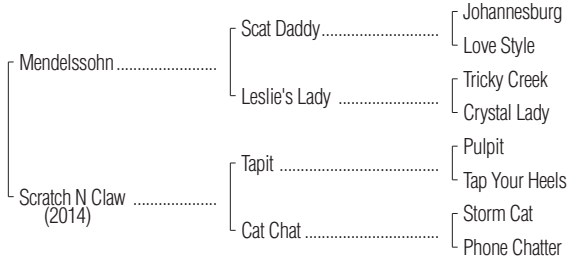 Johannesburg
Scat Daddy
Love Style
Mendelssohn
Tricky Creek
Leslie's Lady
Crystal Lady
Pulpit
Tapit
Tap Your Heels
Scratch N Claw
(2014)
Storm Cat
Cat Chat
Phone Chatter